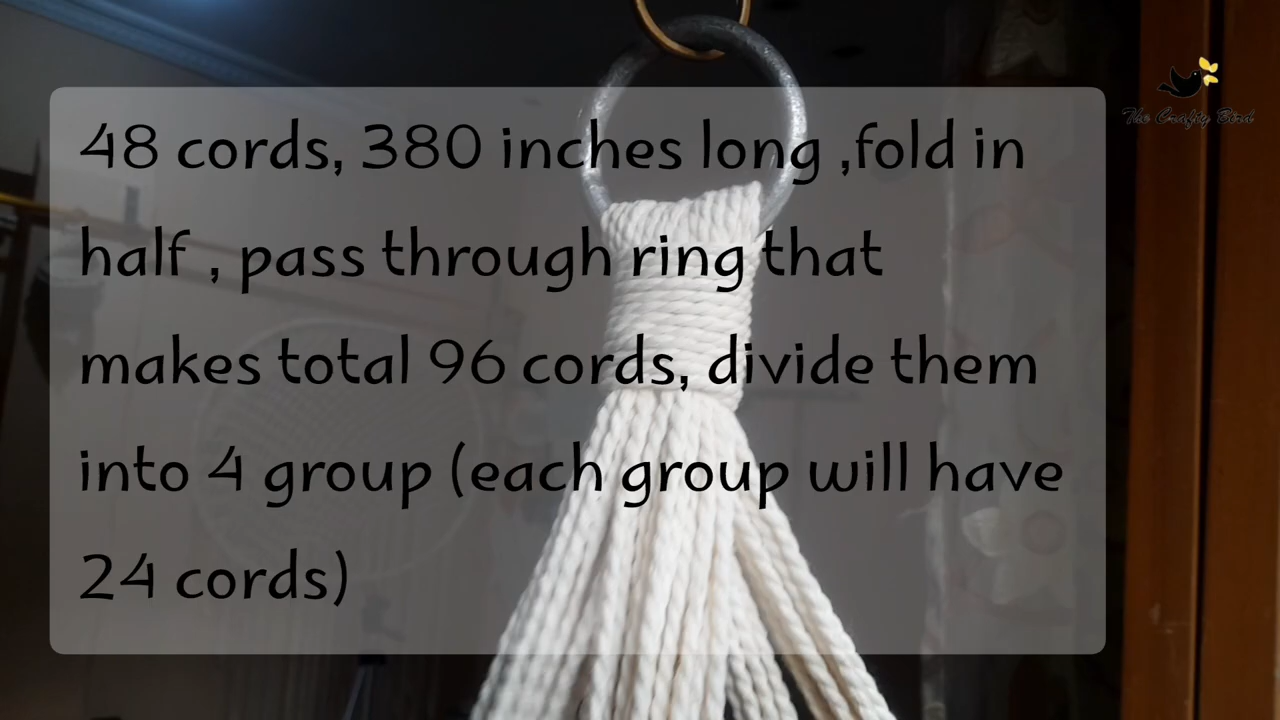 The Crafty Bird
48 cords, 380 inches long ,fold in
half , pass through ring that
makes total 96 cords, divide them
into 4 group (each group will have
24 cords)